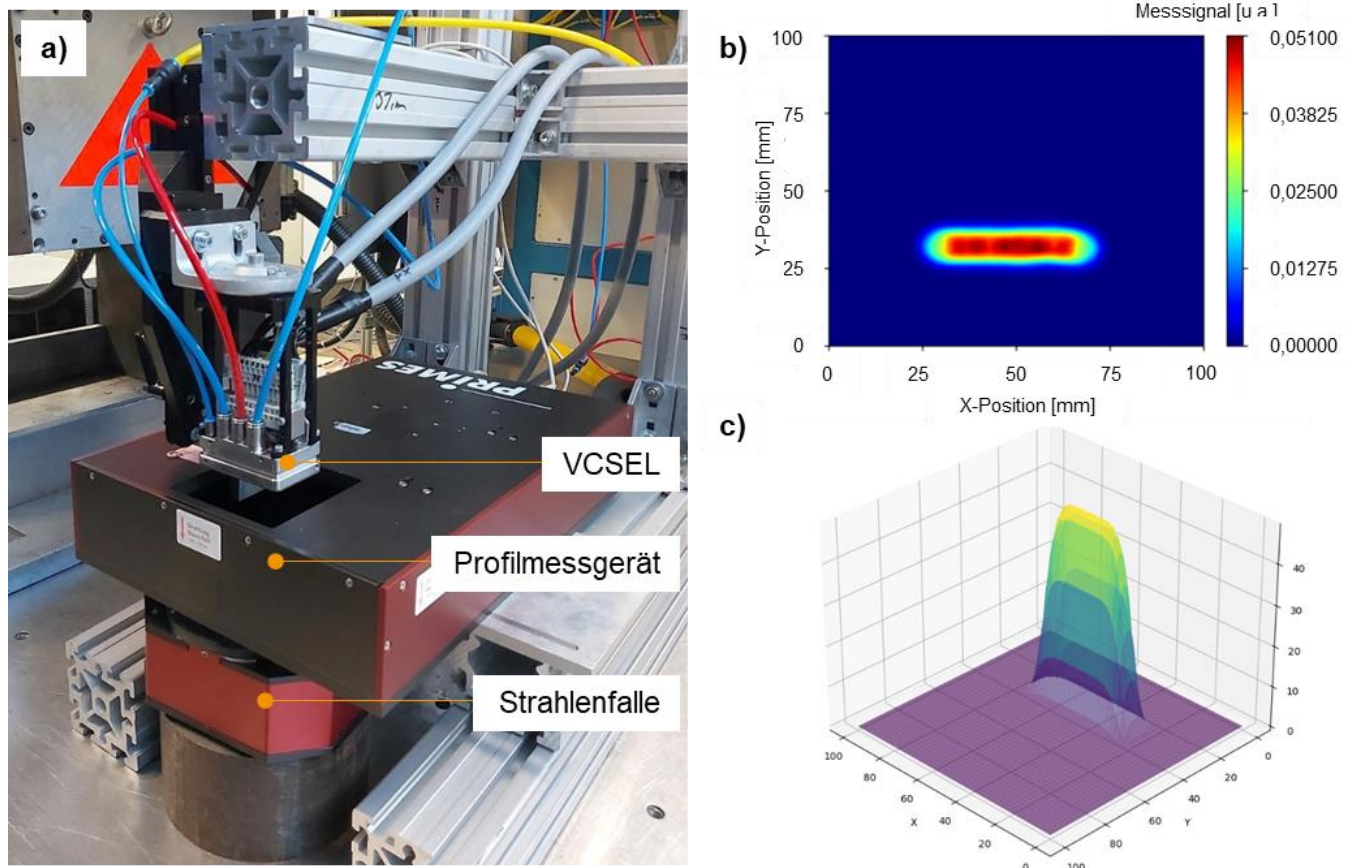 a)
PRIMES
VCSEL
Profilmessgerät
Strahlenfalle
b)
Messsignal [u a ]
100
75
50
25
0
Y-Position [mm]
0
25
50
75
100
X-Position [mm]
0,05100
0,03825
0,02500
0,01275
0,00000
c)
40
30
20
10
0
100
80
60
40
20
0
X
0
20
40
60
80
100
Y